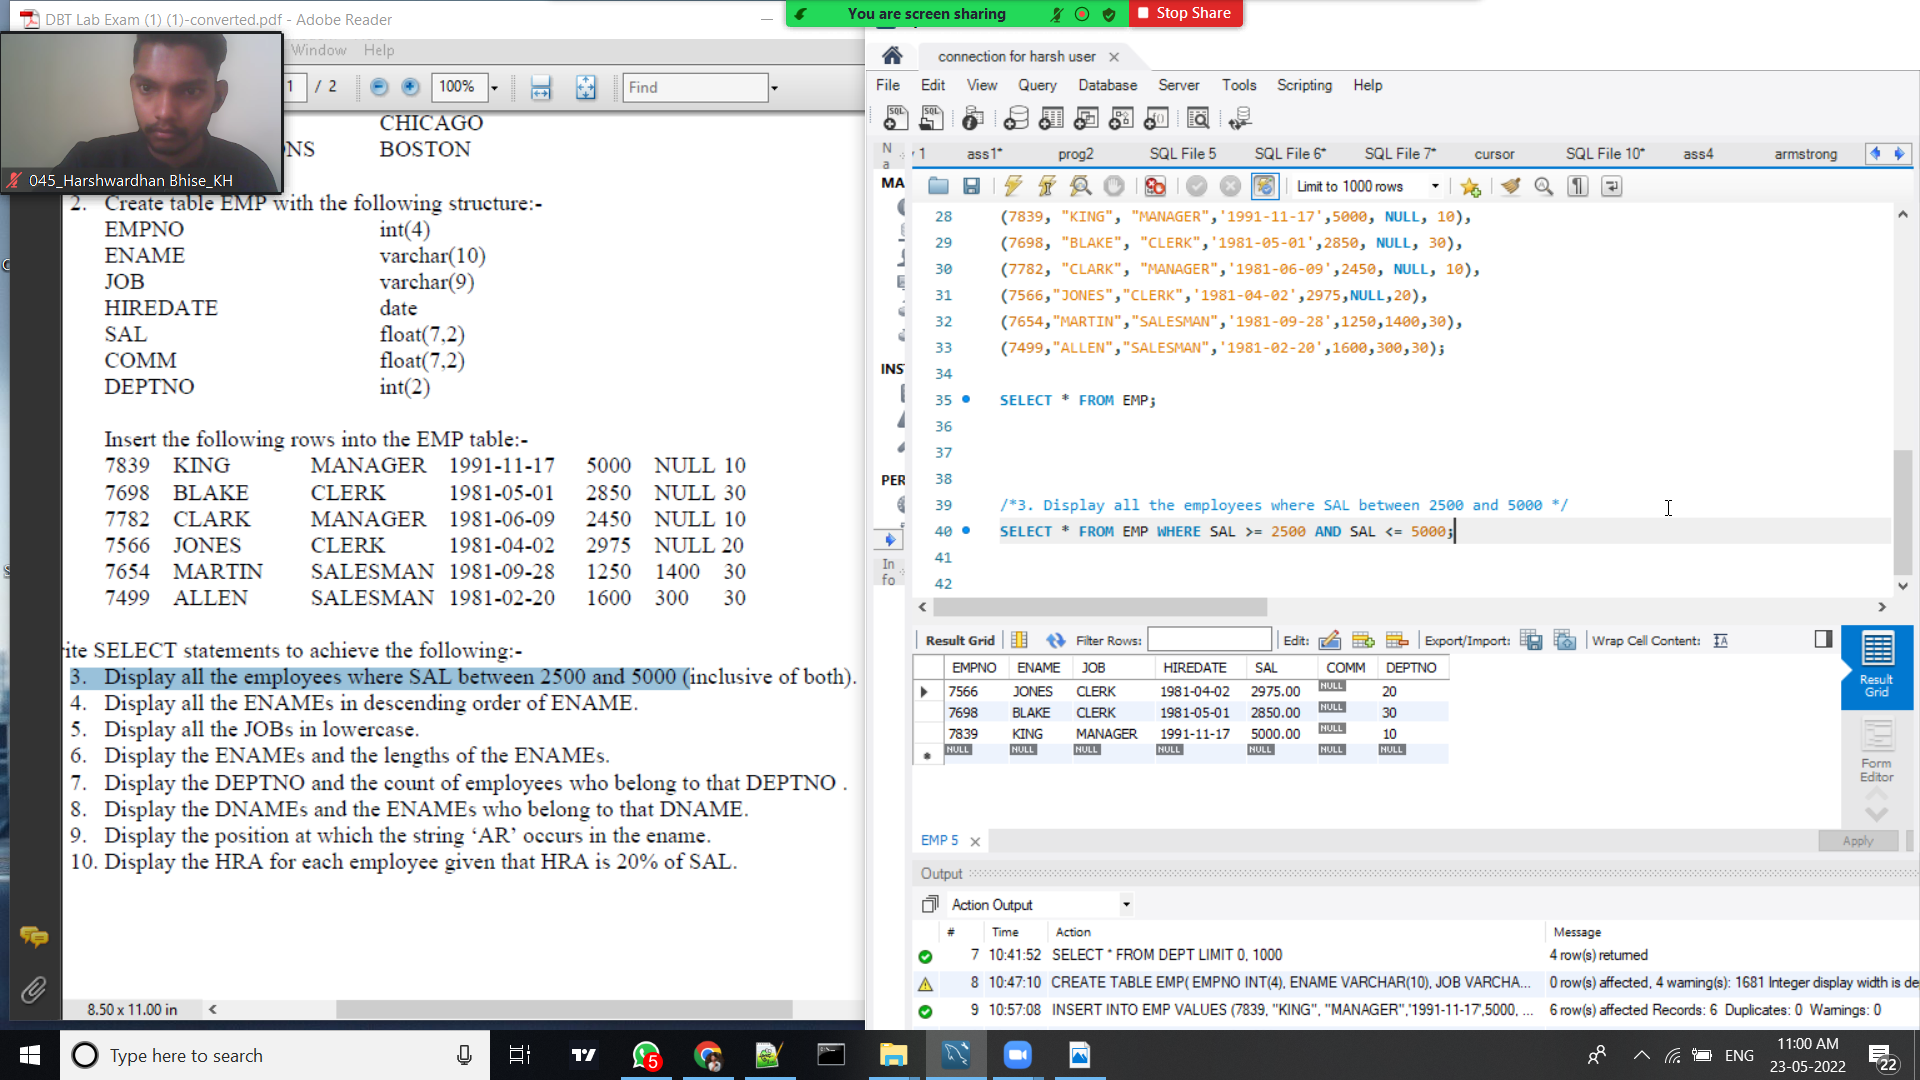 DBT Lab Exam (1) (1)-converted.pdf - Adobe Reader
You are screen sharing
Stop Share
Window Help
1 / 2
100%
Find
045_Harshwardhan Bhise_KH
CHICAGO
NS BOSTON
2. Create table EMP with the following structure:-
EMPNO int(4)
ENAME varchar(10)
JOB varchar(9)
HIREDATE date
SAL float(7,2)
COMM float(7,2)
DEPTNO int(2)
Insert the following rows into the EMP table:-
7839 KING MANAGER 1991-11-17 5000 NULL 10
7698 BLAKE CLERK 1981-05-01 2850 NULL 30
7782 CLARK MANAGER 1981-06-09 2450 NULL 10
7566 JONES CLERK 1981-04-02 2975 NULL 20
7654 MARTIN SALESMAN 1981-09-28 1250 1400 30
7499 ALLEN SALESMAN 1981-02-20 1600 300 30
ite SELECT statements to achieve the following:-
3. Display all the employees where SAL between 2500 and 5000 (inclusive of both).
4. Display all the ENAMEs in descending order of ENAME.
5. Display all the JOBs in lowercase.
6. Display the ENAMEs and the lengths of the ENAMEs.
7. Display the DEPTNO and the count of employees who belong to that DEPTNO .
8. Display the DNAMEs and the ENAMEs who belong to that DNAME.
9. Display the position at which the string ‘AR’ occurs in the ename.
10. Display the HRA for each employee given that HRA is 20% of SAL.
8.50 x 11.00 in
connection for harsh user
File Edit View Query Database Server Tools Scripting Help
Na
y 1 ass1* prog2 SQL File 5 SQL File 6* SQL File 7* cursor SQL File 10* ass4 armstrong
MA
INS
PER
In
fo
Limit to 1000 rows
28 (7839, "KING", "MANAGER",'1991-11-17',5000, NULL, 10),
29 (7698, "BLAKE", "CLERK",'1981-05-01',2850, NULL, 30),
30 (7782, "CLARK", "MANAGER",'1981-06-09',2450, NULL, 10),
31 (7566,"JONES","CLERK",'1981-04-02',2975,NULL,20),
32 (7654,"MARTIN","SALESMAN",'1981-09-28',1250,1400,30),
33 (7499,"ALLEN","SALESMAN",'1981-02-20',1600,300,30);
34
35 SELECT * FROM EMP;
36
37
38
39 /*3. Display all the employees where SAL between 2500 and 5000 */
40 SELECT * FROM EMP WHERE SAL >= 2500 AND SAL <= 5000;
41
42
Result Grid Filter Rows: Edit: Export/Import: Wrap Cell Content:
EMPNO ENAME JOB HIREDATE SAL COMM DEPTNO
7566 JONES CLERK 1981-04-02 2975.00 NULL 20
7698 BLAKE CLERK 1981-05-01 2850.00 NULL 30
7839 KING MANAGER 1991-11-17 5000.00 NULL 10
NULL NULL NULL NULL NULL NULL NULL
Result Grid
Form Editor
EMP 5
Apply
Output
Action Output
# Time Action Message
7 10:41:52 SELECT * FROM DEPT LIMIT 0, 1000 4 row(s) returned
8 10:47:10 CREATE TABLE EMP( EMPNO INT(4), ENAME VARCHAR(10), JOB VARCHA... 0 row(s) affected, 4 warning(s): 1681 Integer display width is de
9 10:57:08 INSERT INTO EMP VALUES (7839, "KING", "MANAGER",'1991-11-17',5000, ... 6 row(s) affected Records: 6 Duplicates: 0 Warnings: 0
Type here to search
5
ENG
11:00 AM
23-05-2022
22